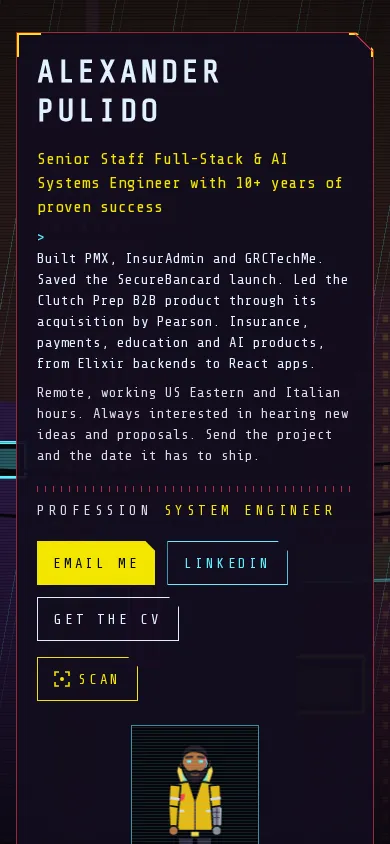 ALEXANDER
PULIDO
Senior Staff Full-Stack & AI
Systems Engineer with 10+ years of
proven success
>
Built PMX, InsurAdmin and GRCTechMe.
Saved the SecureBancard launch. Led the
Clutch Prep B2B product through its
acquisition by Pearson. Insurance,
payments, education and AI products,
from Elixir backends to React apps.
Remote, working US Eastern and Italian
hours. Always interested in hearing new
ideas and proposals. Send the project
and the date it has to ship.
PROFESSION SYSTEM ENGINEER
EMAIL ME LINKEDIN
GET THE CV
SCAN